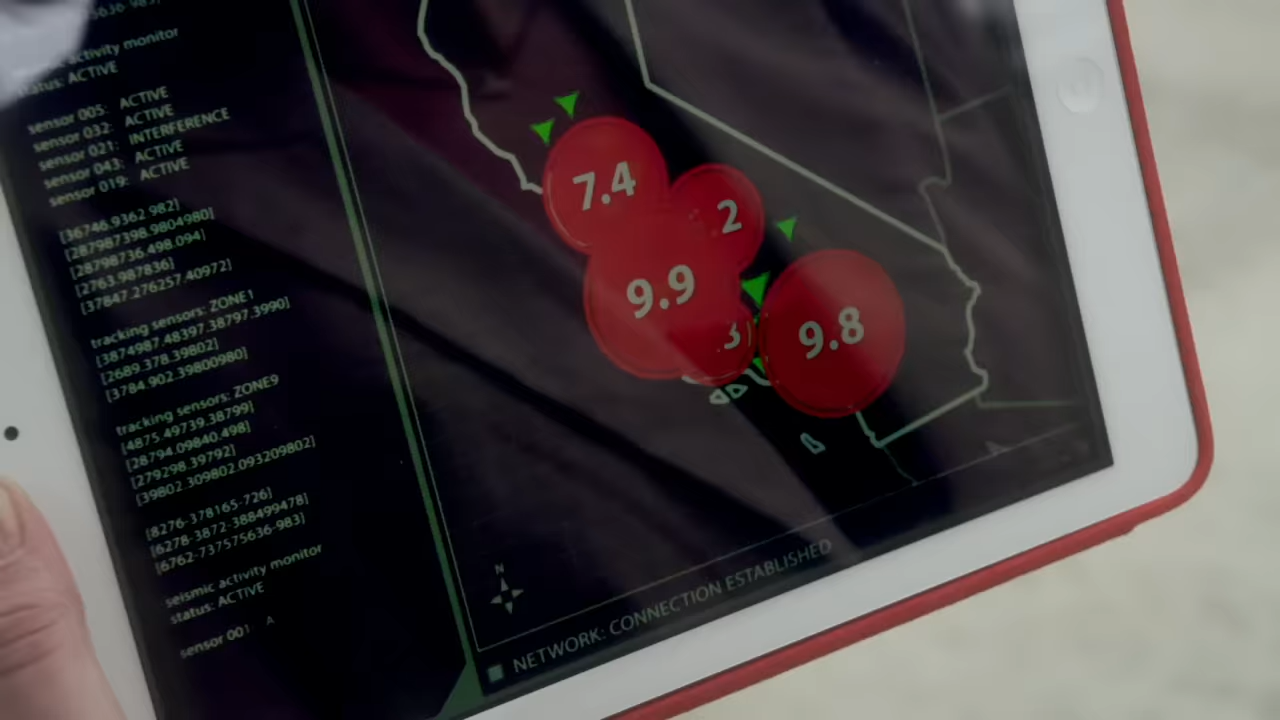 activity monitor
status: ACTIVE
sensor 005: ACTIVE
sensor 032: ACTIVE
sensor 021: INTERFERENCE
sensor 043: ACTIVE
sensor 019: ACTIVE
[36746.9362.982]
[287987398.9804980]
[28798736.498.094]
[2763.987836]
[37847.276257.40972]
tracking sensors: ZONE1
[3874987.48397.38797.3990]
[2689.378.39802]
[3784.902.39800980]
tracking sensors: ZONE9
[4875.49739.38799]
[28794.09840.498]
[279298.39792]
[39802.309802.093209802]
[8276-378165-726]
[6278-3872-388499478]
[6762-737575636-983]
seismic activity monitor
status: ACTIVE
sensor 001 A
7.4
2
9.9
9.8
N
NETWORK: CONNECTION ESTABLISHED